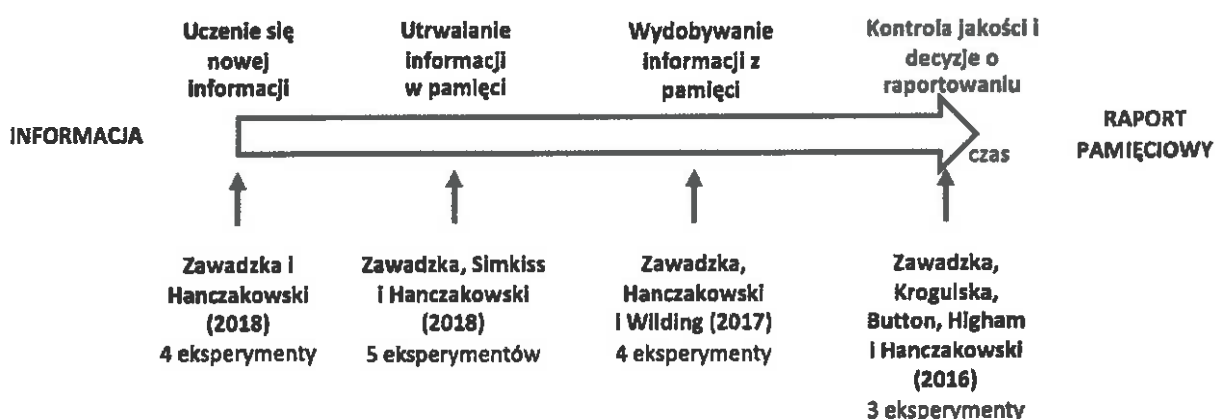 Uczenie się
nowej
informacji
Utrwalanie
informacji
w pamięci
Wydobywanie
informacji z
pamięci
Kontrola jakości i
decyzje o
raportowaniu
INFORMACJA
czas
RAPORT
PAMIĘCIOWY
Zawadzka i
Hanczakowski
(2018)
4 eksperymenty
Zawadzka, Simkiss
i Hanczakowski
(2018)
5 eksperymentów
Zawadzka,
Hanczakowski
i Wilding (2017)
4 eksperymenty
Zawadzka,
Krogulska,
Button, Higham
i Hanczakowski
(2016)
3 eksperymenty